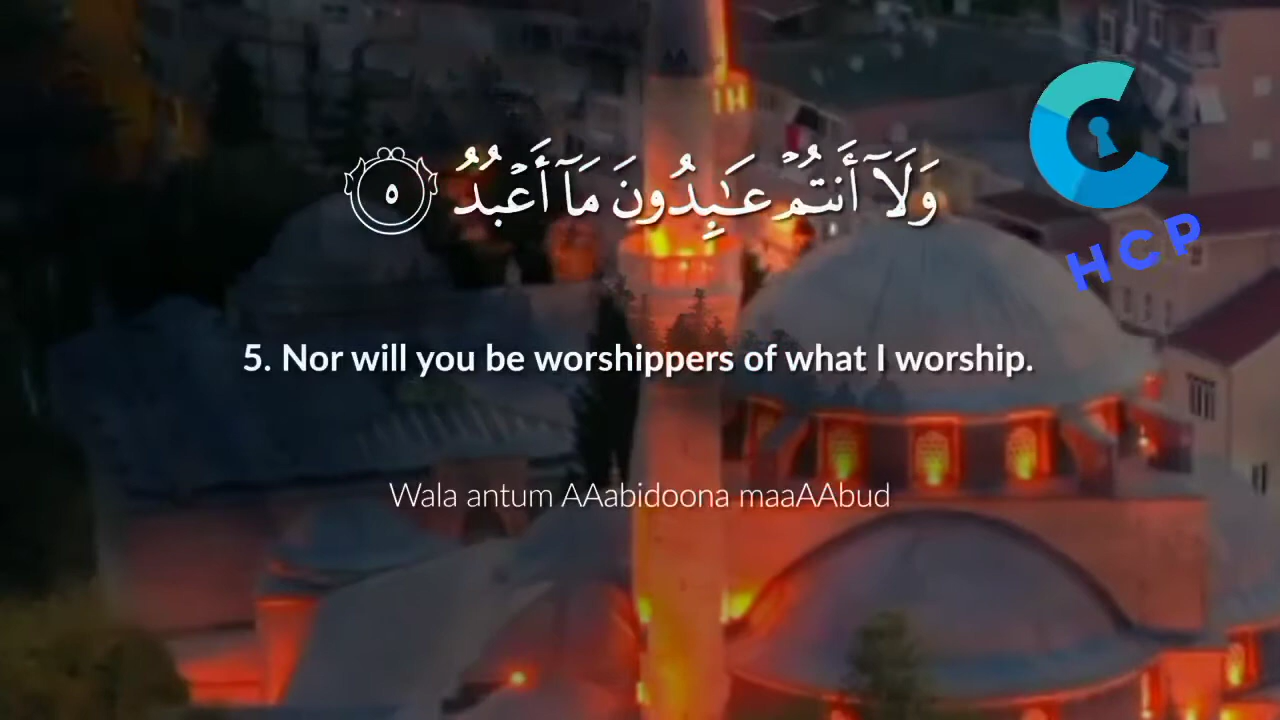 وَلَآ أَنتُمْ عَـٰبِدُونَ مَآ أَعْبُدُ ٥
HCP
5. Nor will you be worshippers of what I worship.
Wala antum AAabidoona maaAAbud